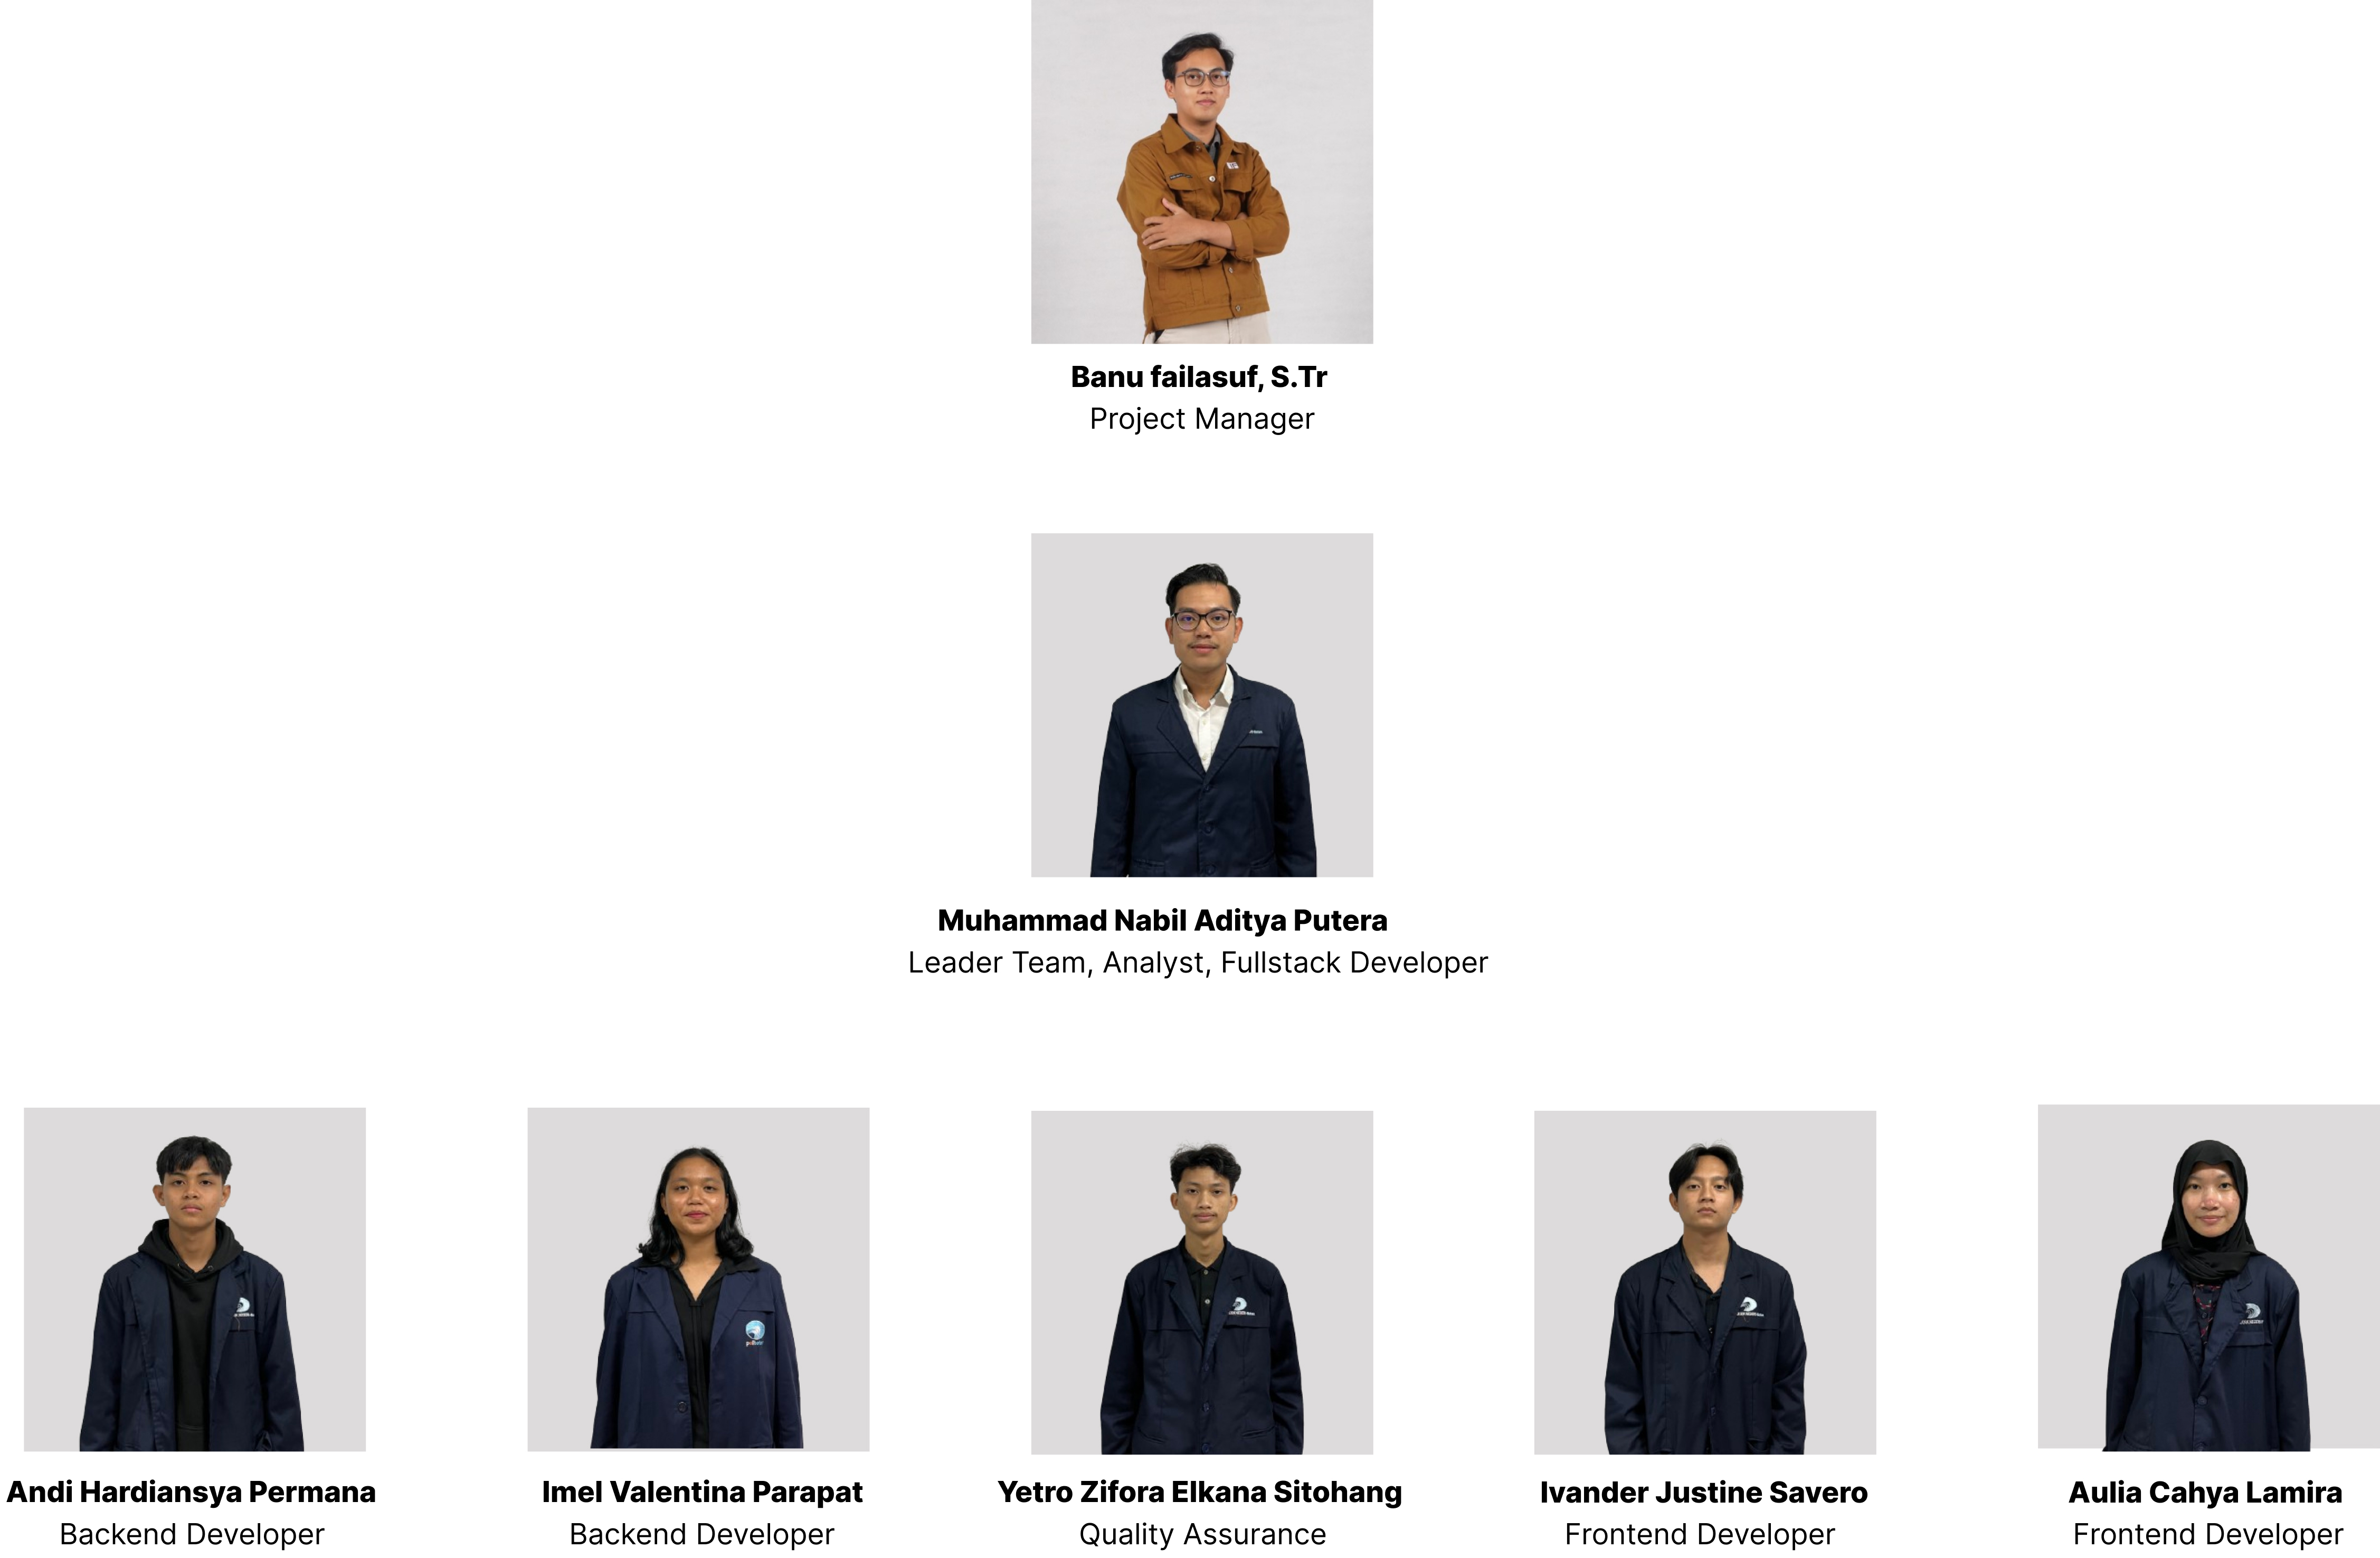 Banu failasuf, S.Tr
Project Manager
Muhammad Nabil Aditya Putera
Leader Team, Analyst, Fullstack Developer
Andi Hardiansya Permana
Backend Developer
Imel Valentina Parapat
Backend Developer
Yetro Zifora Elkana Sitohang
Quality Assurance
Ivander Justine Savero
Frontend Developer
Aulia Cahya Lamira
Frontend Developer